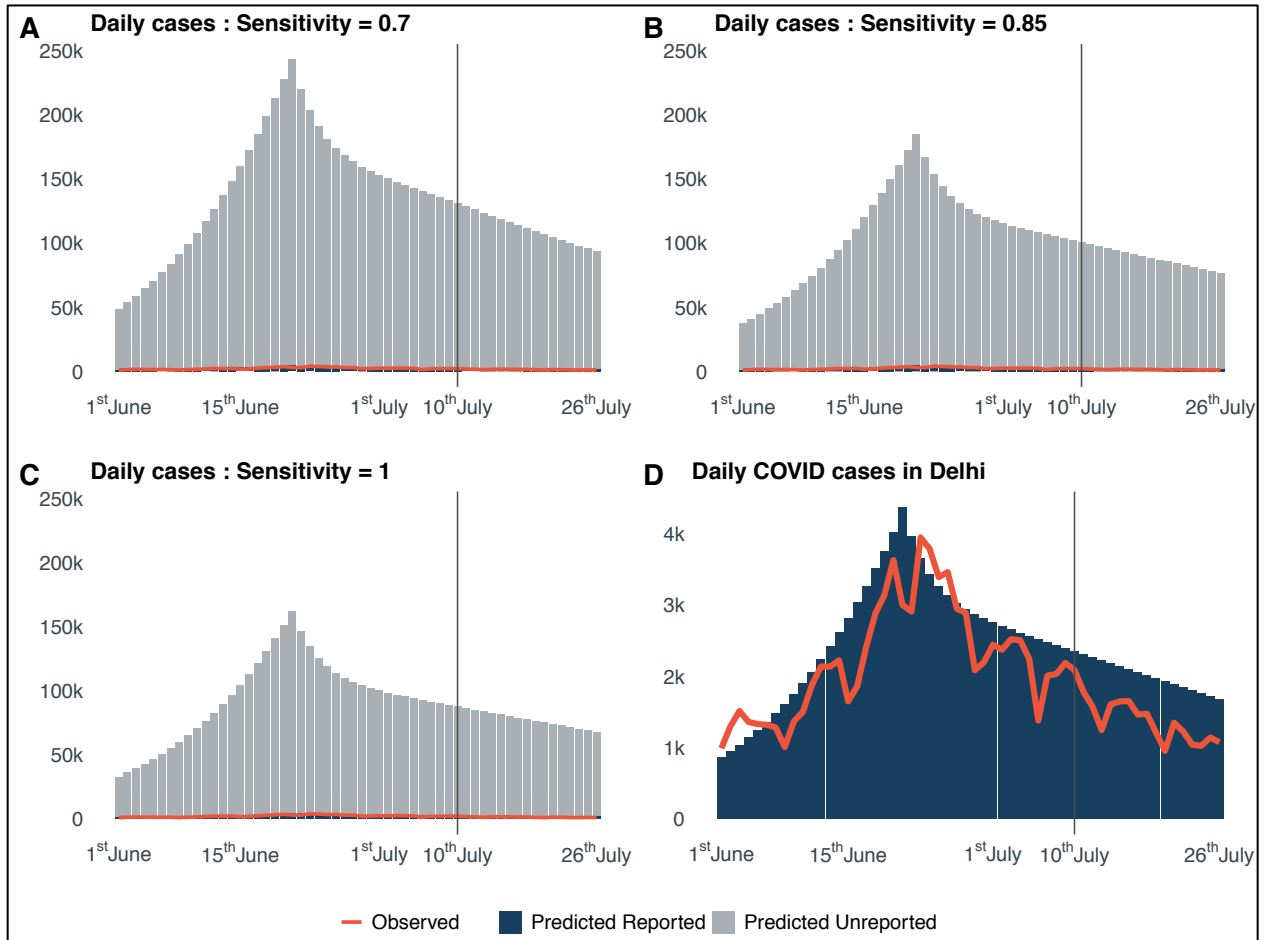 A Daily cases : Sensitivity = 0.7
250k
200k
150k
100k
50k
0
1st June 15th June 1st July 10th July 26th July
B Daily cases : Sensitivity = 0.85
250k
200k
150k
100k
50k
0
1st June 15th June 1st July 10th July 26th July
C Daily cases : Sensitivity = 1
250k
200k
150k
100k
50k
0
1st June 15th June 1st July 10th July 26th July
D Daily COVID cases in Delhi
4k
3k
2k
1k
0
1st June 15th June 1st July 10th July 26th July
Observed Predicted Reported Predicted Unreported